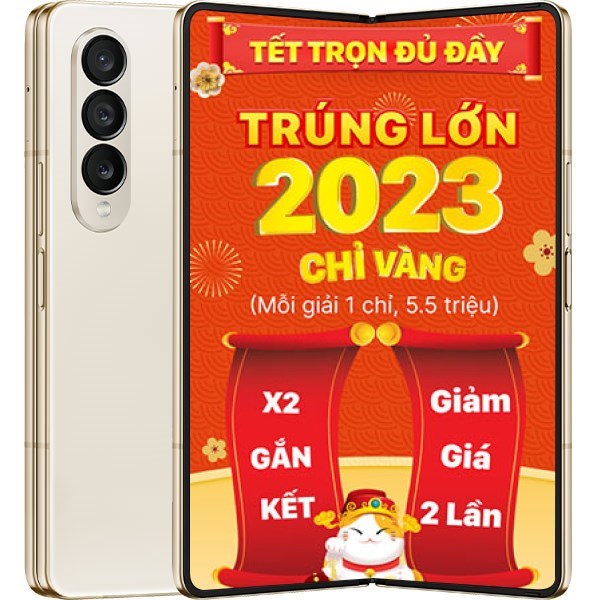 TẾT TRỌN ĐỦ ĐẦY
TRÚNG LỚN
2023
CHỈ VÀNG
(Mỗi giải 1 chỉ, 5.5 triệu)
X2
GẮN
KẾT
Giảm
Giá
2 Lần